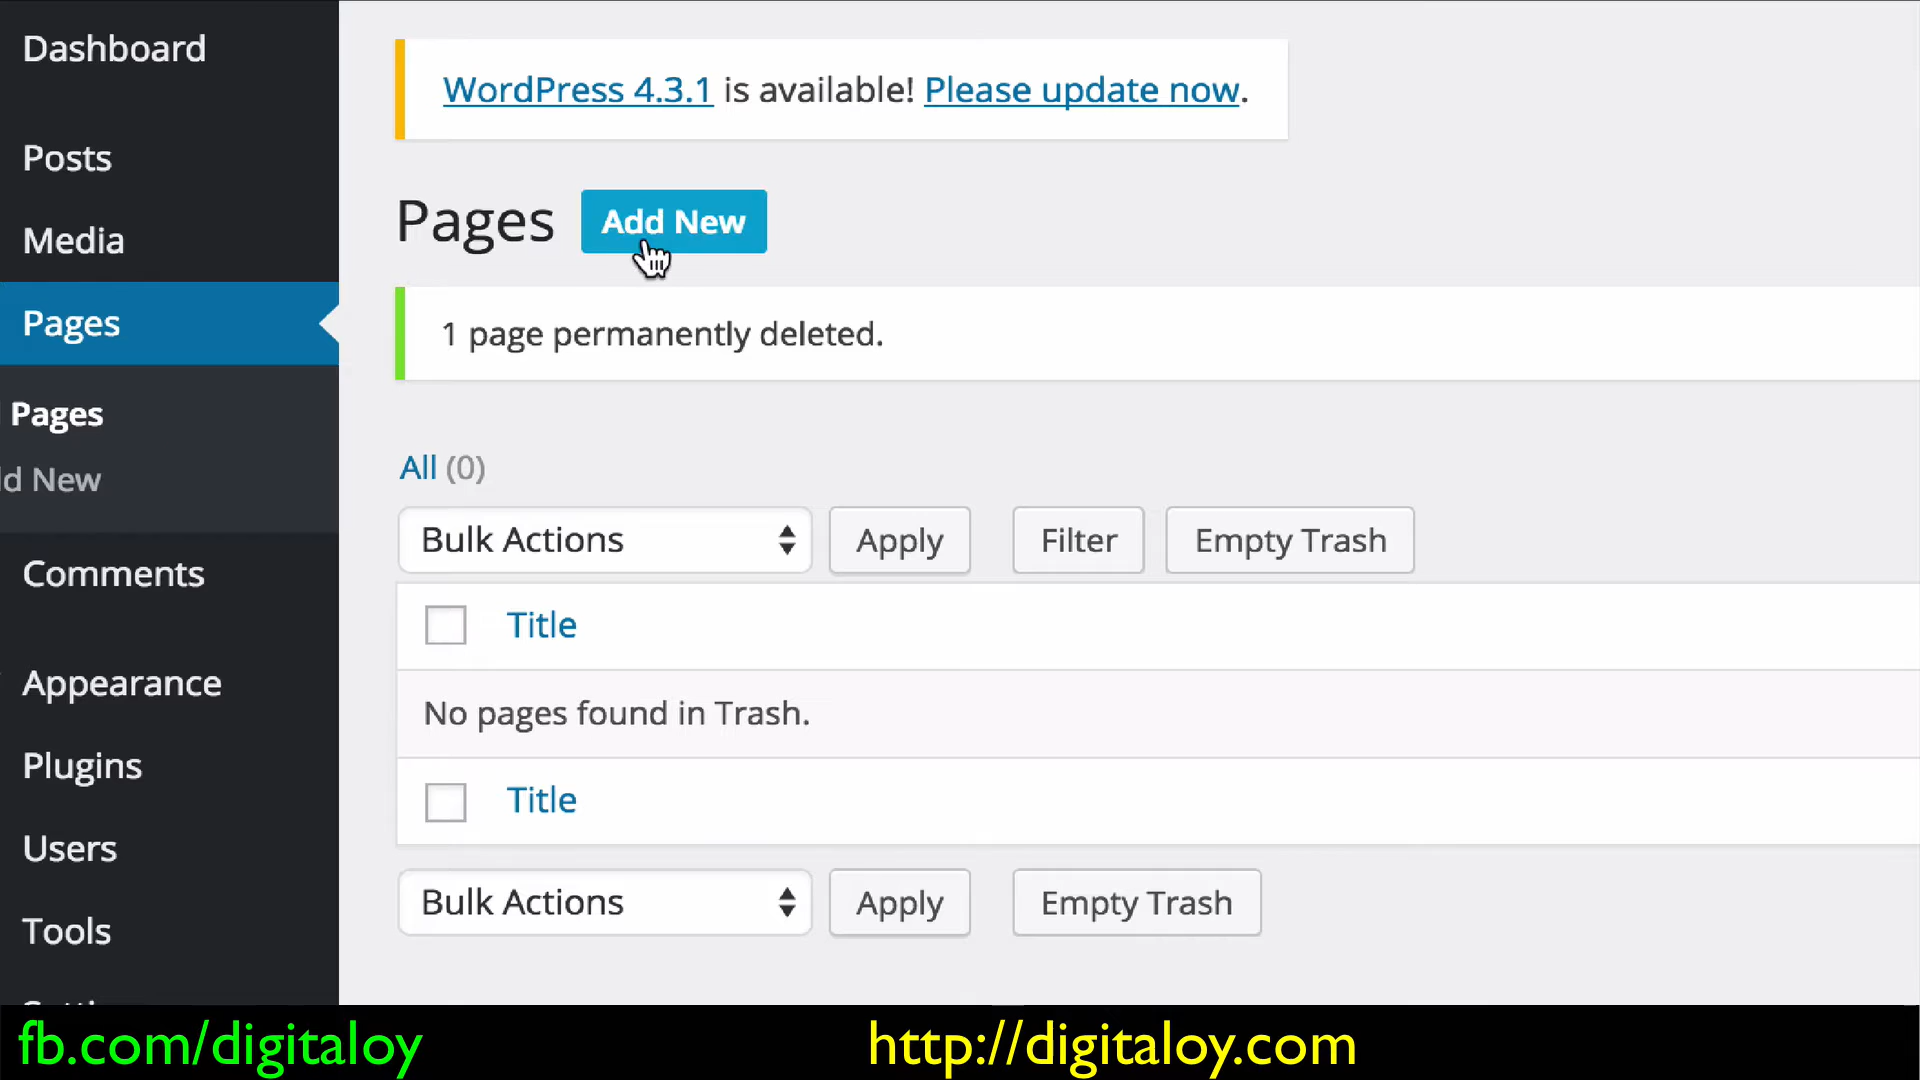 Dashboard
Posts
Media
Pages
Pages
d New
Comments
Appearance
Plugins
Users
Tools
WordPress 4.3.1 is available! Please update now.
Pages Add New
1 page permanently deleted.
All (0)
Bulk Actions Apply Filter Empty Trash
Title
No pages found in Trash.
Title
Bulk Actions Apply Empty Trash
fb.com/digitaloy http://digitaloy.com